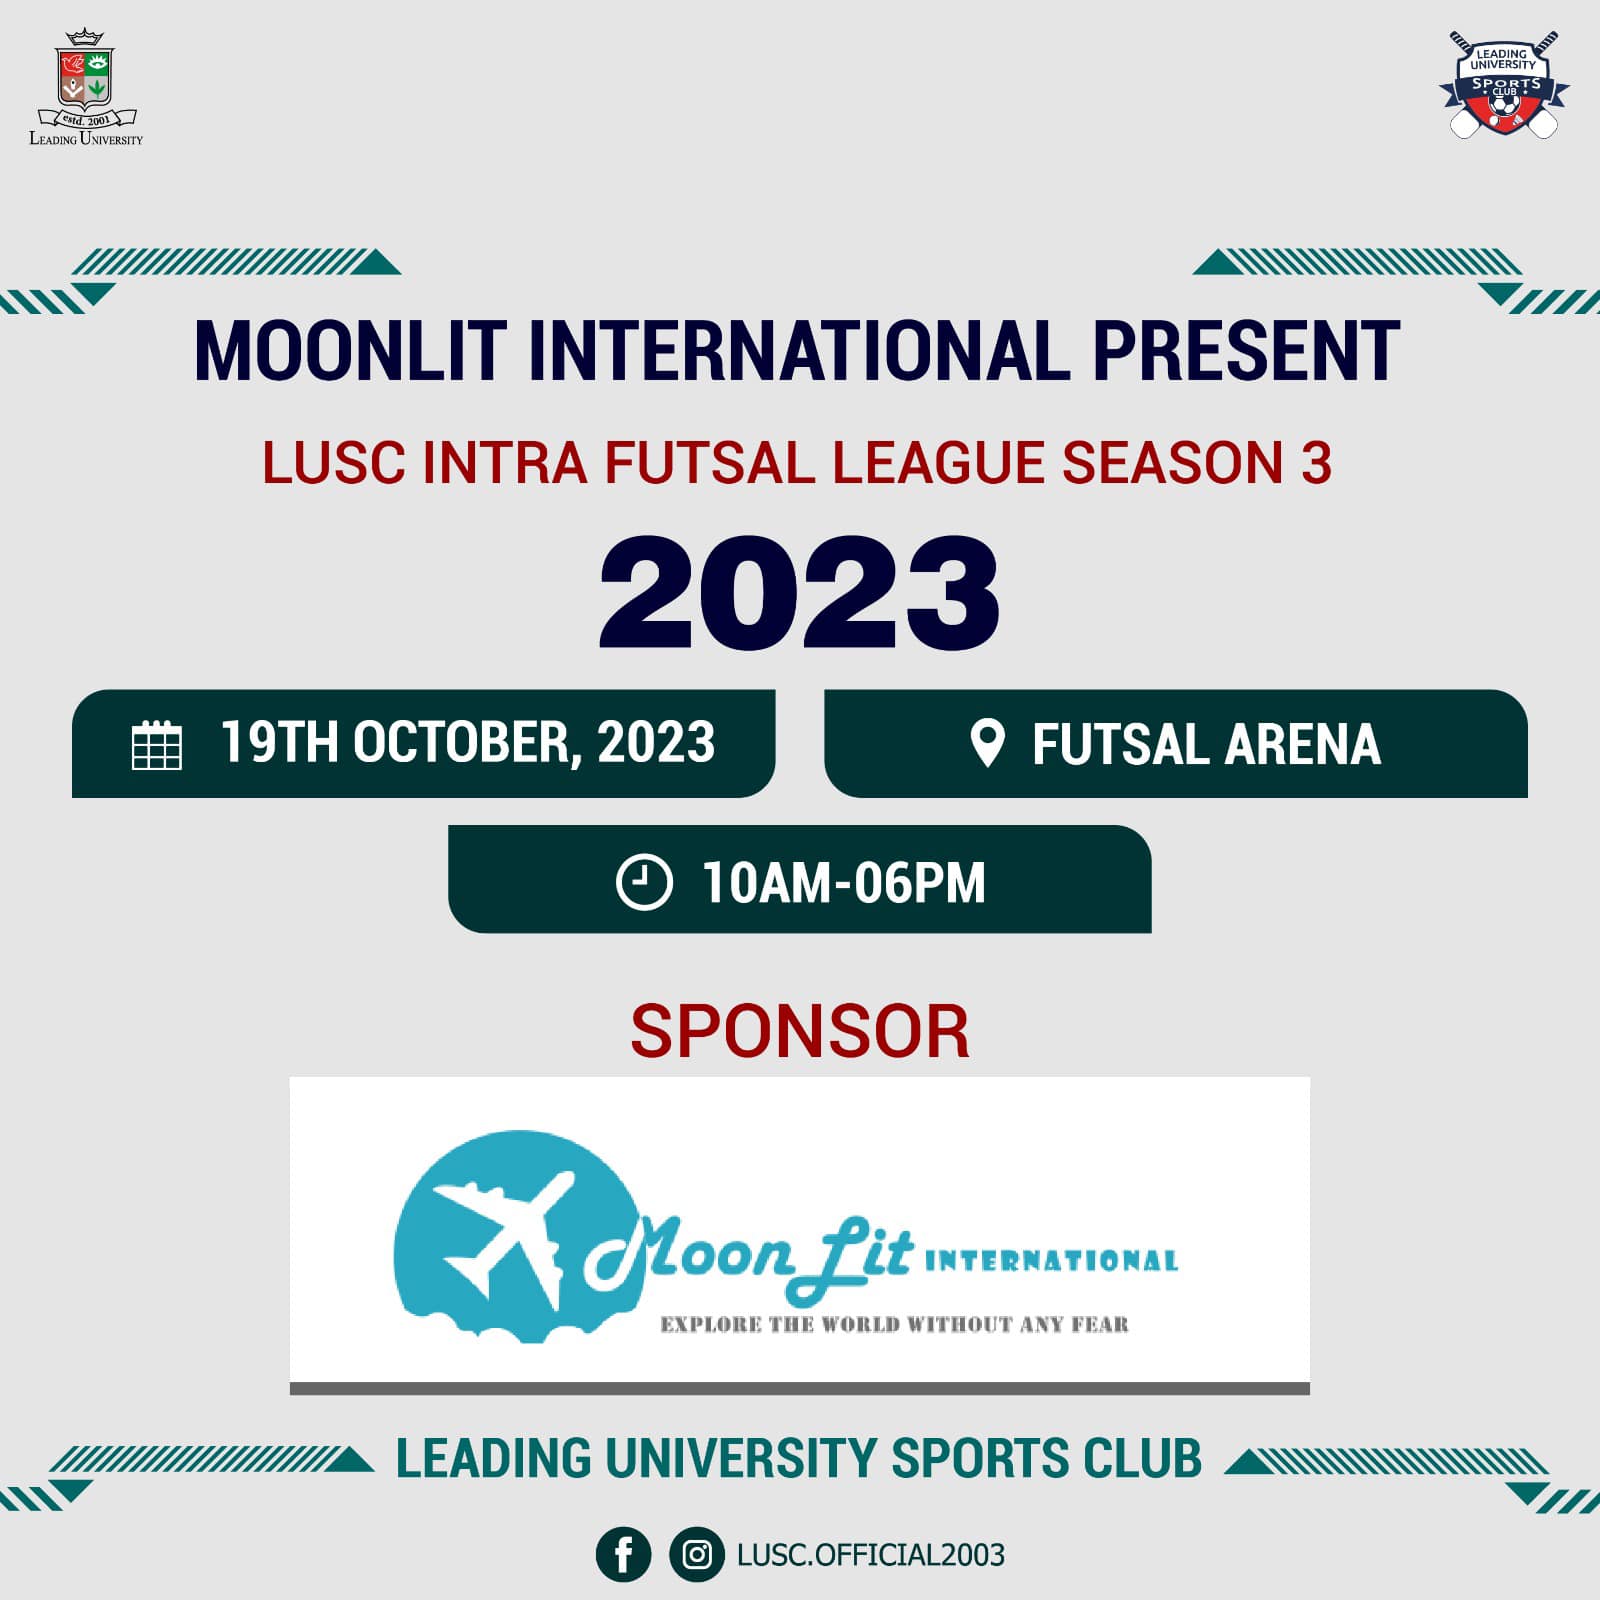 estd. 2001
LEADING UNIVERSITY
LEADING
UNIVERSITY
SPORTS
CLUB
MOONLIT INTERNATIONAL PRESENT
LUSC INTRA FUTSAL LEAGUE SEASON 3
2023
19TH OCTOBER, 2023
FUTSAL ARENA
10AM-06PM
SPONSOR
Moon Lit INTERNATIONAL
EXPLORE THE WORLD WITHOUT ANY FEAR
LEADING UNIVERSITY SPORTS CLUB
LUSC.OFFICIAL2003